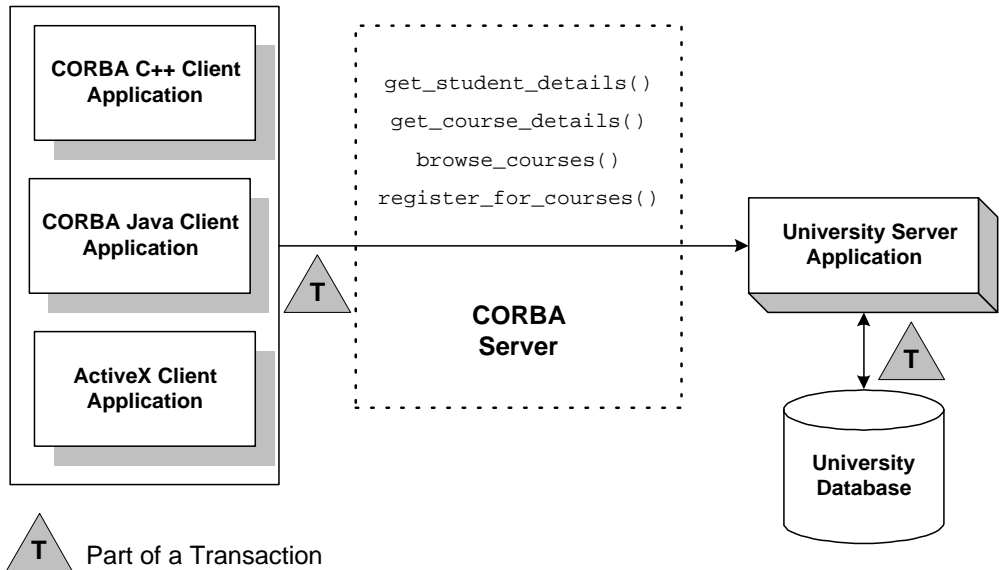 CORBA C++ Client
Application
CORBA Java Client
Application
ActiveX Client
Application
T
get_student_details()
get_course_details()
browse_courses()
register_for_courses()
CORBA
Server
University Server
Application
T
University
Database
T
Part of a Transaction